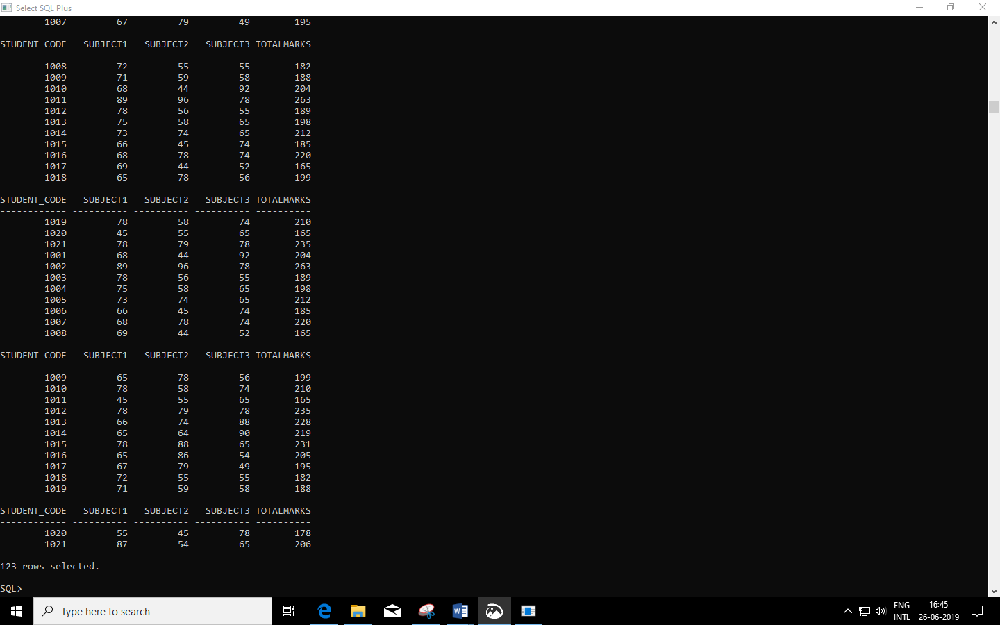 Select SQL Plus
1007 67 79 49 195
STUDENT_CODE SUBJECT1 SUBJECT2 SUBJECT3 TOTALMARKS
------------ ---------- ---------- ---------- ----------
1008 72 55 55 182
1009 71 59 58 188
1010 68 44 92 204
1011 89 96 78 263
1012 78 56 55 189
1013 75 58 65 198
1014 73 74 65 212
1015 66 45 74 185
1016 68 78 74 220
1017 69 44 52 165
1018 65 78 56 199
STUDENT_CODE SUBJECT1 SUBJECT2 SUBJECT3 TOTALMARKS
------------ ---------- ---------- ---------- ----------
1019 78 58 74 210
1020 45 55 65 165
1021 78 79 78 235
1001 68 44 92 204
1002 89 96 78 263
1003 78 56 55 189
1004 75 58 65 198
1005 73 74 65 212
1006 66 45 74 185
1007 68 78 74 220
1008 69 44 52 165
STUDENT_CODE SUBJECT1 SUBJECT2 SUBJECT3 TOTALMARKS
------------ ---------- ---------- ---------- ----------
1009 65 78 56 199
1010 78 58 74 210
1011 45 55 65 165
1012 78 79 78 235
1013 66 74 88 228
1014 65 64 90 219
1015 78 88 65 231
1016 65 86 54 205
1017 67 79 49 195
1018 72 55 55 182
1019 71 59 58 188
STUDENT_CODE SUBJECT1 SUBJECT2 SUBJECT3 TOTALMARKS
------------ ---------- ---------- ---------- ----------
1020 55 45 78 178
1021 87 54 65 206
123 rows selected.
SQL>
Type here to search
ENG 16:45
INTL 26-06-2019